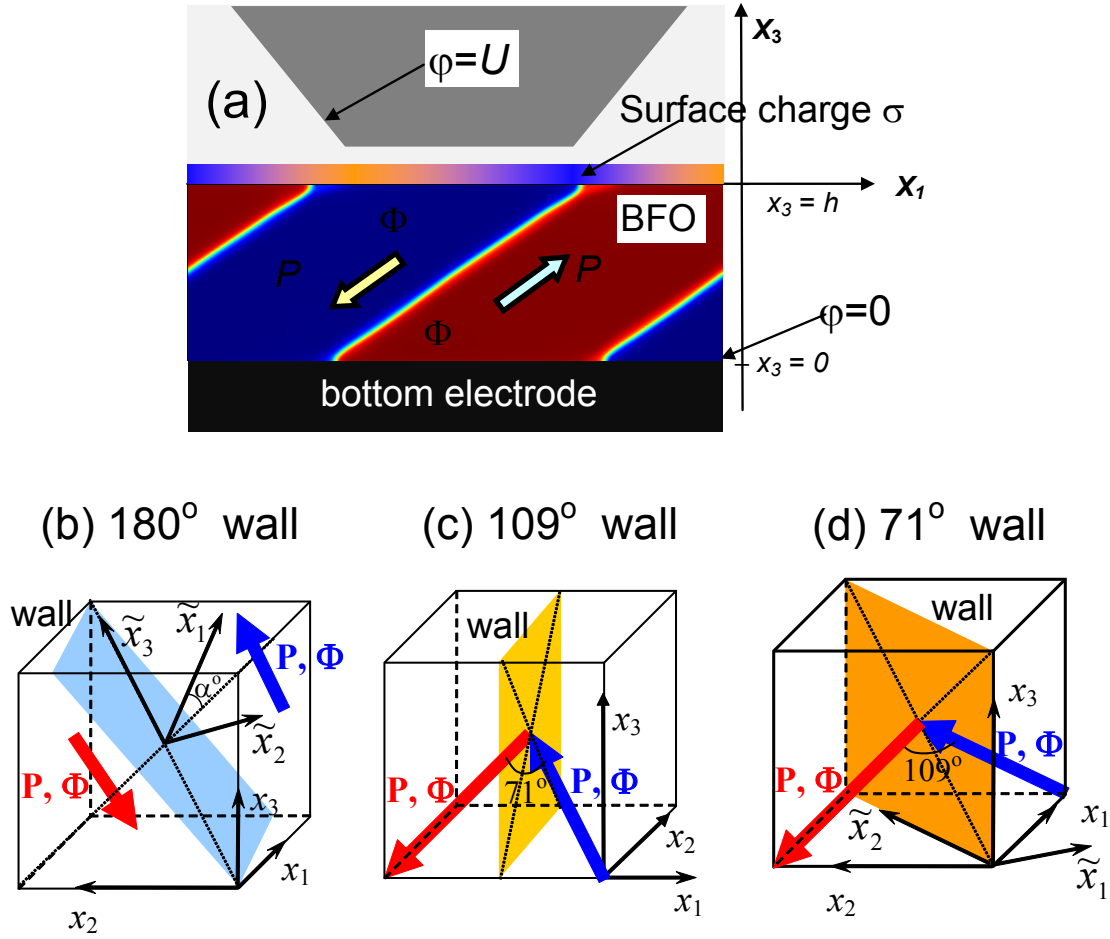 x₃
φ=U
(a)
Surface charge σ
x₁
x₃ = h
BFO
Φ
P
P
Φ
φ=0
x₃ = 0
bottom electrode
(b) 180° wall
(c) 109° wall
(d) 71° wall
wall
x̃₃
x̃₁
P, Φ
α°
x̃₂
P, Φ
x₃
x₁
x₂
wall
x₃
P, Φ
71°
P, Φ
x₂
x₁
wall
x₃
P, Φ
109°
P, Φ
x̃₂
x₁
x₂
x̃₁